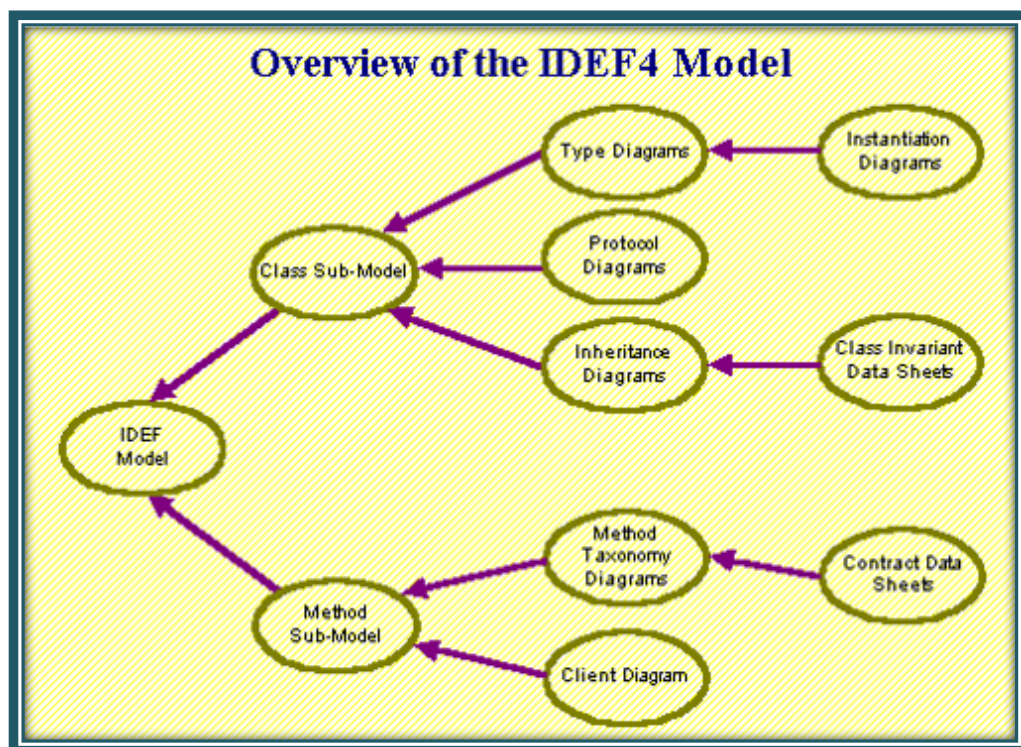 Overview of the IDEF4 Model
Type Diagrams
Instantiation
Diagrams
Protocol
Diagrams
Class Sub-Model
Inheritance
Diagrams
Class Invariant
Data Sheets
IDEF
Model
Method
Taxonomy
Diagrams
Contract Data
Sheets
Method
Sub-Model
Client Diagram